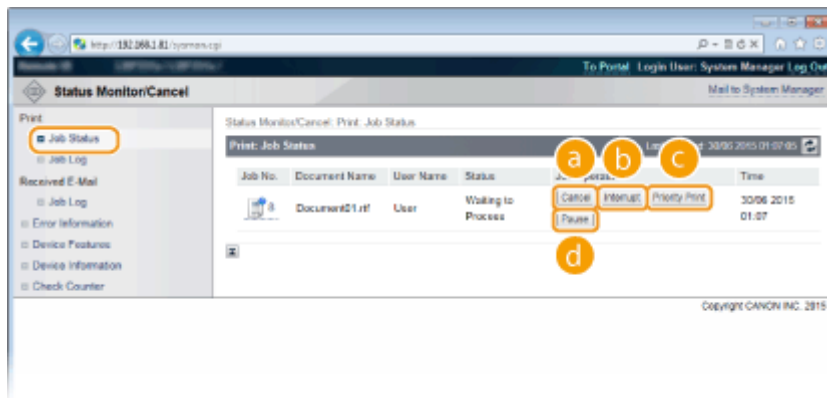 http://192.168.1.81/sysmon.cgi
To Portal Login User: System Manager Log Out
Status Monitor/Cancel
Mail to System Manager
Print
Job Status
Job Log
Received E-Mail
Job Log
Error Information
Device Features
Device Information
Check Counter
Status Monitor/Cancel: Print: Job Status
Print: Job Status
30/06 2015 01:07:05
a b c
Job No. Document Name User Name Status Time
8 Document01.rtf User Waiting to Process Cancel Interrupt Priority Print Pause 30/06 2015 01:07
d
Copyright CANON INC. 2015